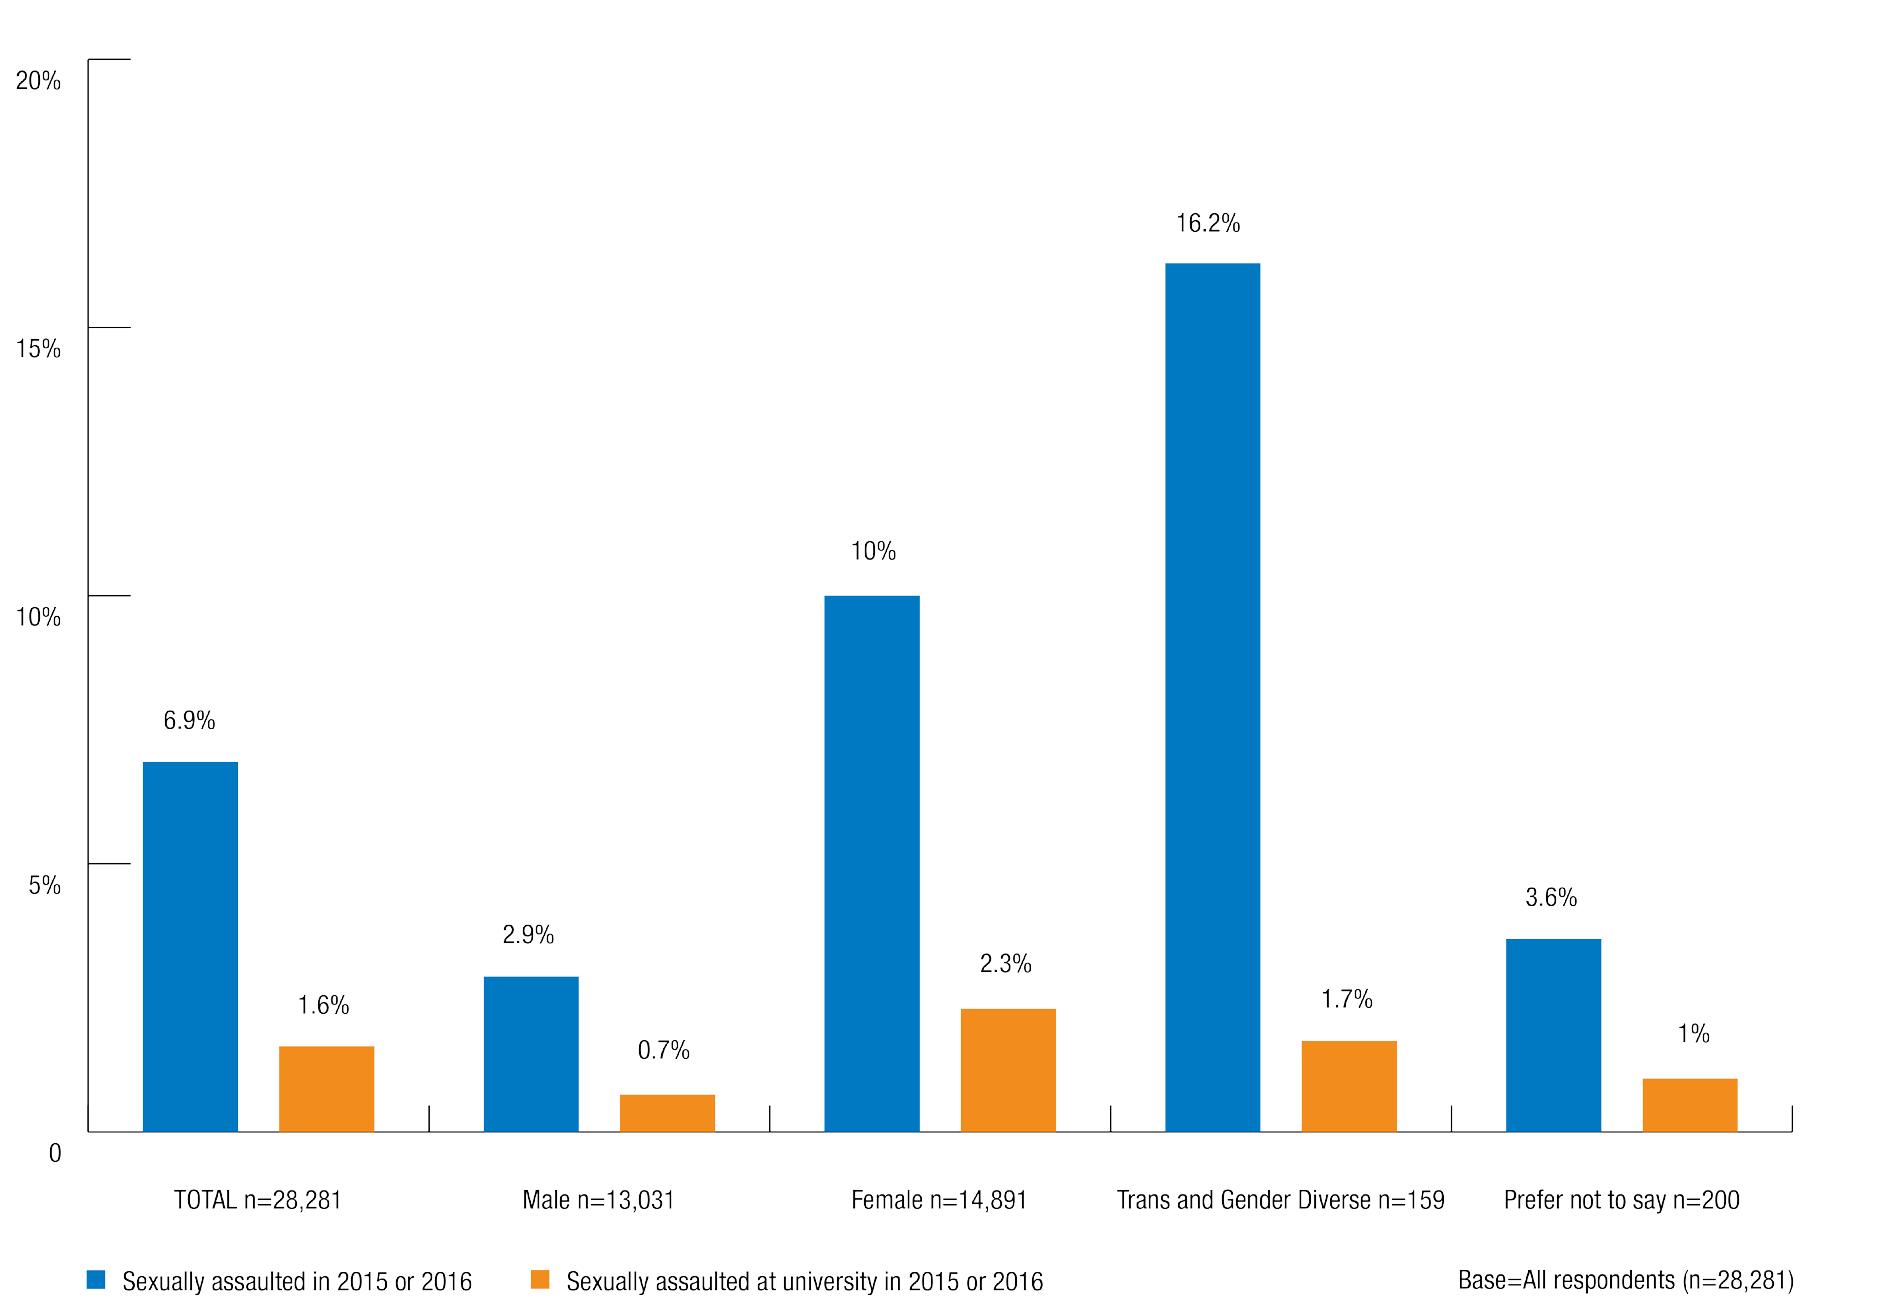 20%
15%
10%
5%
0
6.9%
1.6%
2.9%
0.7%
10%
2.3%
16.2%
1.7%
3.6%
1%
TOTAL n=28,281
Male n=13,031
Female n=14,891
Trans and Gender Diverse n=159
Prefer not to say n=200
Sexually assaulted in 2015 or 2016
Sexually assaulted at university in 2015 or 2016
Base=All respondents (n=28,281)